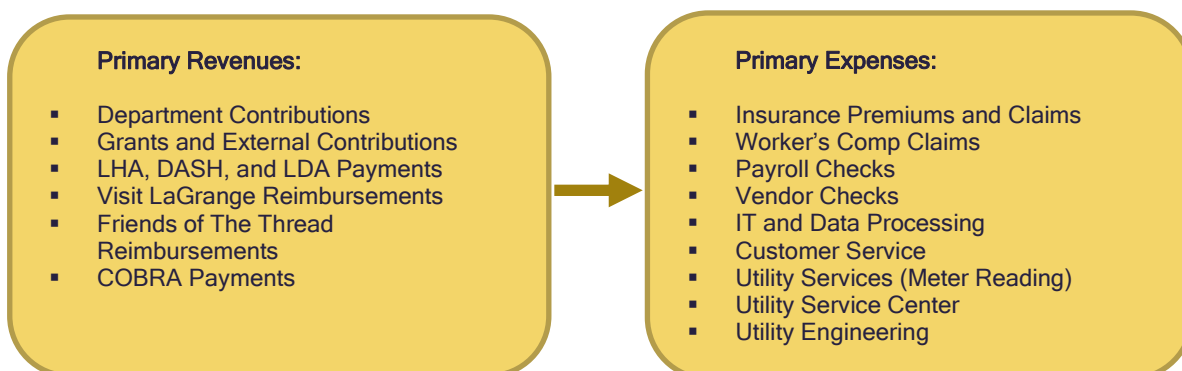 Primary Revenues:
▪ Department Contributions
▪ Grants and External Contributions
▪ LHA, DASH, and LDA Payments
▪ Visit LaGrange Reimbursements
▪ Friends of The Thread
Reimbursements
▪ COBRA Payments
Primary Expenses:
▪ Insurance Premiums and Claims
▪ Worker's Comp Claims
▪ Payroll Checks
▪ Vendor Checks
▪ IT and Data Processing
▪ Customer Service
▪ Utility Services (Meter Reading)
▪ Utility Service Center
▪ Utility Engineering